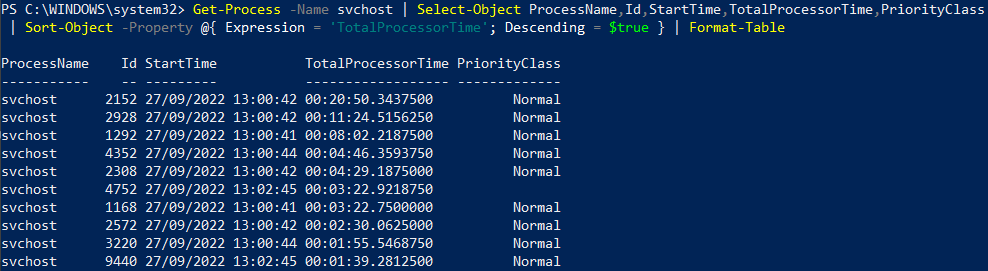 PS C:\WINDOWS\system32> Get-Process -Name svchost | Select-Object ProcessName,Id,StartTime,TotalProcessorTime,PriorityClass
| Sort-Object -Property @{ Expression = 'TotalProcessorTime'; Descending = $true } | Format-Table
ProcessName Id StartTime TotalProcessorTime PriorityClass
----------- -- --------- ------------------ -------------
svchost 2152 27/09/2022 13:00:42 00:20:50.3437500 Normal
svchost 2928 27/09/2022 13:00:42 00:11:24.5156250 Normal
svchost 1292 27/09/2022 13:00:41 00:08:02.2187500 Normal
svchost 4352 27/09/2022 13:00:44 00:04:46.3593750 Normal
svchost 2308 27/09/2022 13:00:42 00:04:29.1875000 Normal
svchost 4752 27/09/2022 13:02:45 00:03:22.9218750
svchost 1168 27/09/2022 13:00:41 00:03:22.7500000 Normal
svchost 2572 27/09/2022 13:00:42 00:02:30.0625000 Normal
svchost 3220 27/09/2022 13:00:44 00:01:55.5468750 Normal
svchost 9440 27/09/2022 13:02:45 00:01:39.2812500 Normal